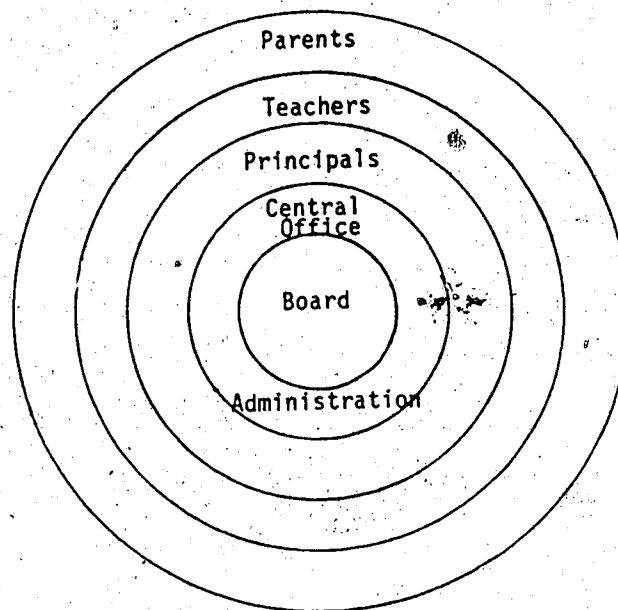 Parents
Teachers
Principals
Central
Office
Board
Administration